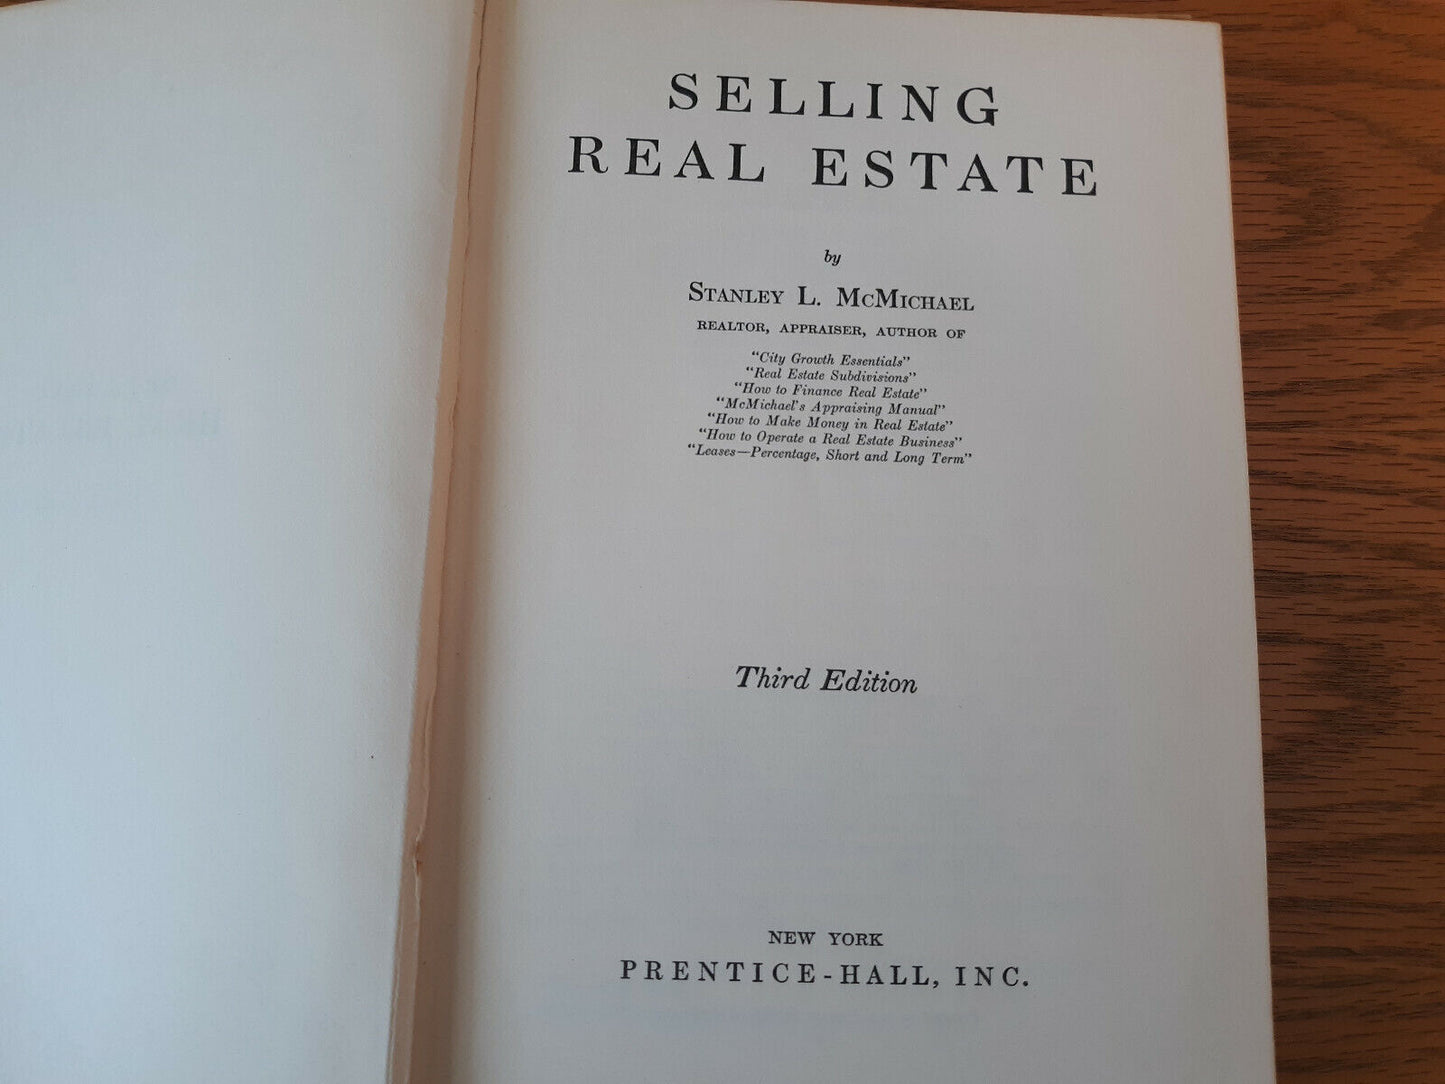 SELLING
REAL ESTATE
by
STANLEY L. MCMICHAEL
REALTOR, APPRAISER, AUTHOR OF
"City Growth Essentials"
"Real Estate Subdivisions"
"How to Finance Real Estate"
"McMichael's Appraising Manual"
"How to Make Money in Real Estate"
"How to Operate a Real Estate Business"
"Leases—Percentage, Short and Long Term"
Third Edition
NEW YORK
PRENTICE-HALL, INC.